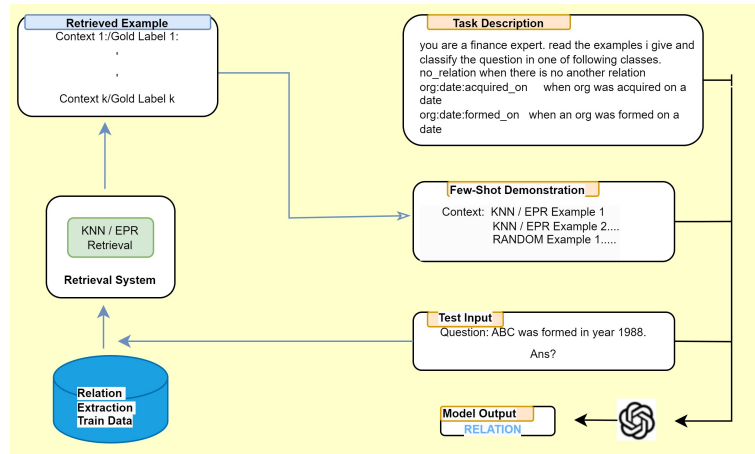 Retrieved Example
Context 1:/Gold Label 1:
'
'
Context k/Gold Label k
KNN / EPR
Retrieval
Retrieval System
Relation
Extraction
Train Data
Task Description
you are a finance expert. read the examples i give and
classify the question in one of following classes.
no_relation when there is no another relation
org:date:acquired_on when org was acquired on a
date
org:date:formed_on when an org was formed on a
date
Few-Shot Demonstration
Context: KNN / EPR Example 1
KNN / EPR Example 2....
RANDOM Example 1.....
Test Input
Question: ABC was formed in year 1988.
Ans?
Model Output
RELATION